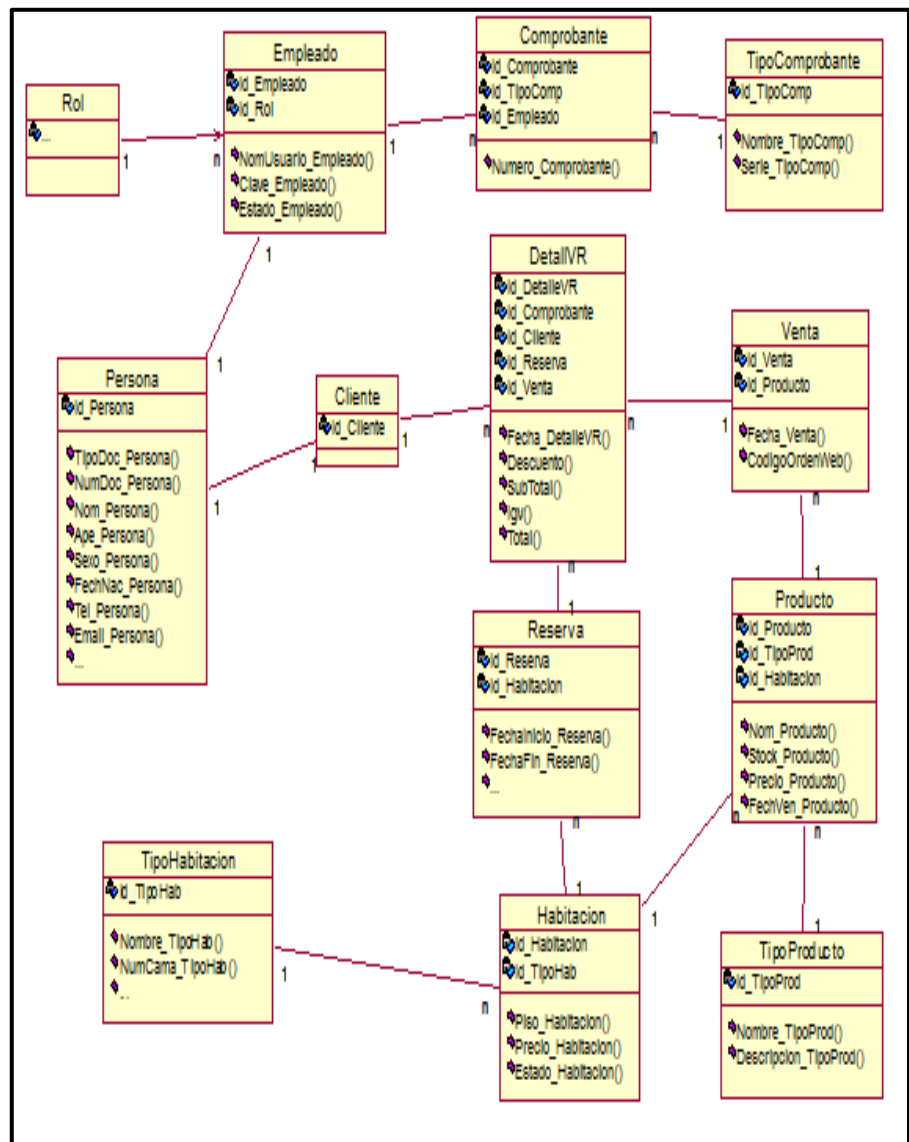 Rol
...
1
n
Empleado
Id_Empleado
Id_Rol
NomUsuario_Empleado()
Clave_Empleado()
Estado_Empleado()
1
n
1
1
Comprobante
Id_Comprobante
Id_TipoComp
Id_Empleado
Numero_Comprobante()
n
1
TipoComprobante
Id_TipoComp
Nombre_TipoComp()
Serie_TipoComp()
Persona
Id_Persona
TipoDoc_Persona()
NumDoc_Persona()
Nom_Persona()
Ape_Persona()
Sexo_Persona()
FechNac_Persona()
Tel_Persona()
Email_Persona()
...
1
1
Cliente
Id_Cliente
1
n
DetallVR
Id_DetalleVR
Id_Comprobante
Id_Cliente
Id_Reserva
Id_Venta
Fecha_DetalleVR()
Descuento()
SubTotal()
Igv()
Total()
n
1
n
1
Venta
Id_Venta
Id_Producto
Fecha_Venta()
CodigoOrdenWeb()
n
1
Reserva
Id_Reserva
Id_Habitacion
FechaInicio_Reserva()
FechaFin_Reserva()
...
n
1
Producto
Id_Producto
Id_TipoProd
Id_Habitacion
Nom_Producto()
Stock_Producto()
Precio_Producto()
FechVen_Producto()
n
1
n
1
TipoHabitacion
Id_TipoHab
Nombre_TipoHab()
NumCama_TipoHab()
...
1
n
Habitacion
Id_Habitacion
Id_TipoHab
Piso_Habitacion()
Precio_Habitacion()
Estado_Habitacion()
TipoProducto
Id_TipoProd
Nombre_TipoProd()
Descripcion_TipoProd()